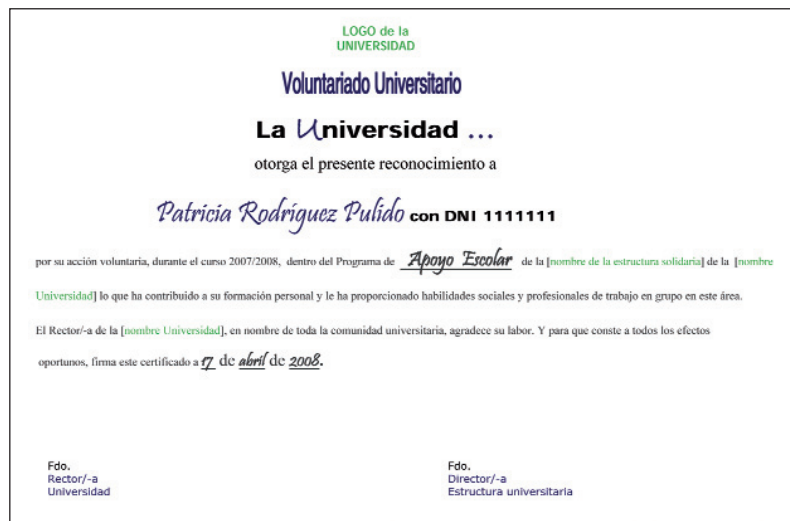 LOGO de la
UNIVERSIDAD
Voluntariado Universitario
La Universidad ...
otorga el presente reconocimiento a
Patricia Rodríguez Pulido con DNI 1111111
por su acción voluntaria, durante el curso 2007/2008, dentro del Programa de Apoyo Escolar de la [nombre de la estructura solidaria] de la [nombre
Universidad] lo que ha contribuido a su formación personal y le ha proporcionado habilidades sociales y profesionales de trabajo en grupo en este área.
El Rector/-a de la [nombre Universidad], en nombre de toda la comunidad universitaria, agradece su labor. Y para que conste a todos los efectos
oportunos, firma este certificado a 17 de abril de 2008.
Fdo.
Rector/-a
Universidad
Fdo.
Director/-a
Estructura universitaria